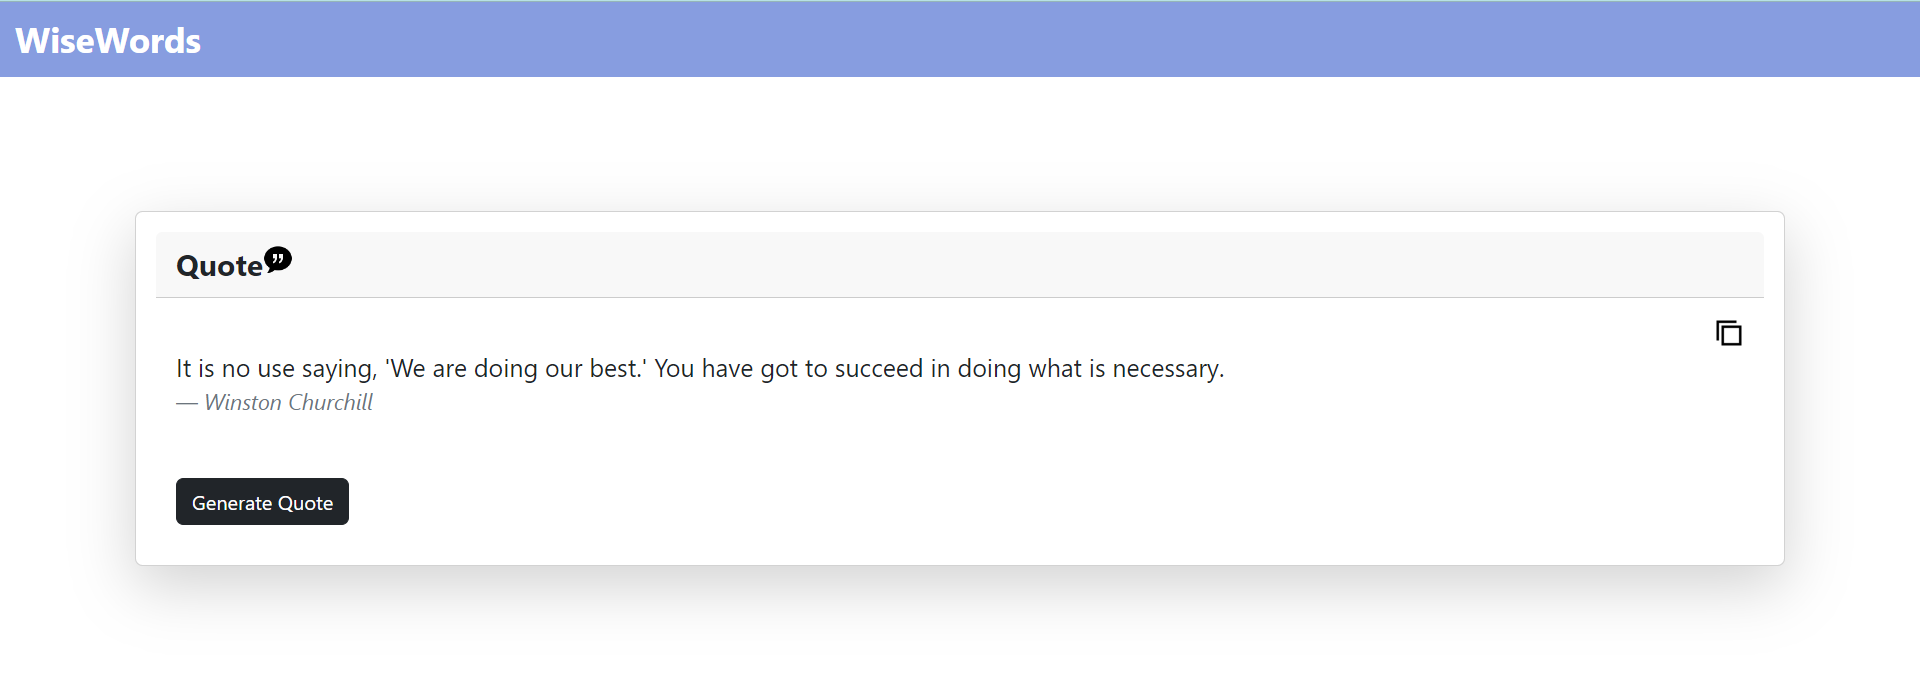 WiseWords
Quote
It is no use saying, 'We are doing our best.' You have got to succeed in doing what is necessary.
— Winston Churchill
Generate Quote